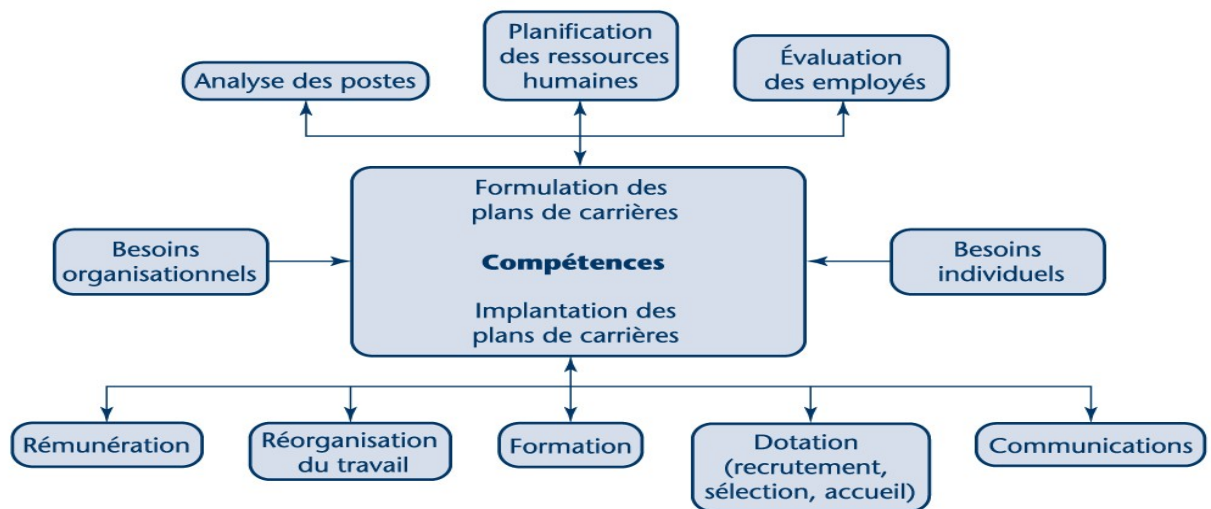 Planification
des ressources
humaines
Analyse des postes
Évaluation
des employés
Formulation des
plans de carrières
Besoins
organisationnels
Compétences
Besoins
individuels
Implantation des
plans de carrières
Rémunération
Réorganisation
du travail
Formation
Dotation
(recrutement,
sélection, accueil)
Communications